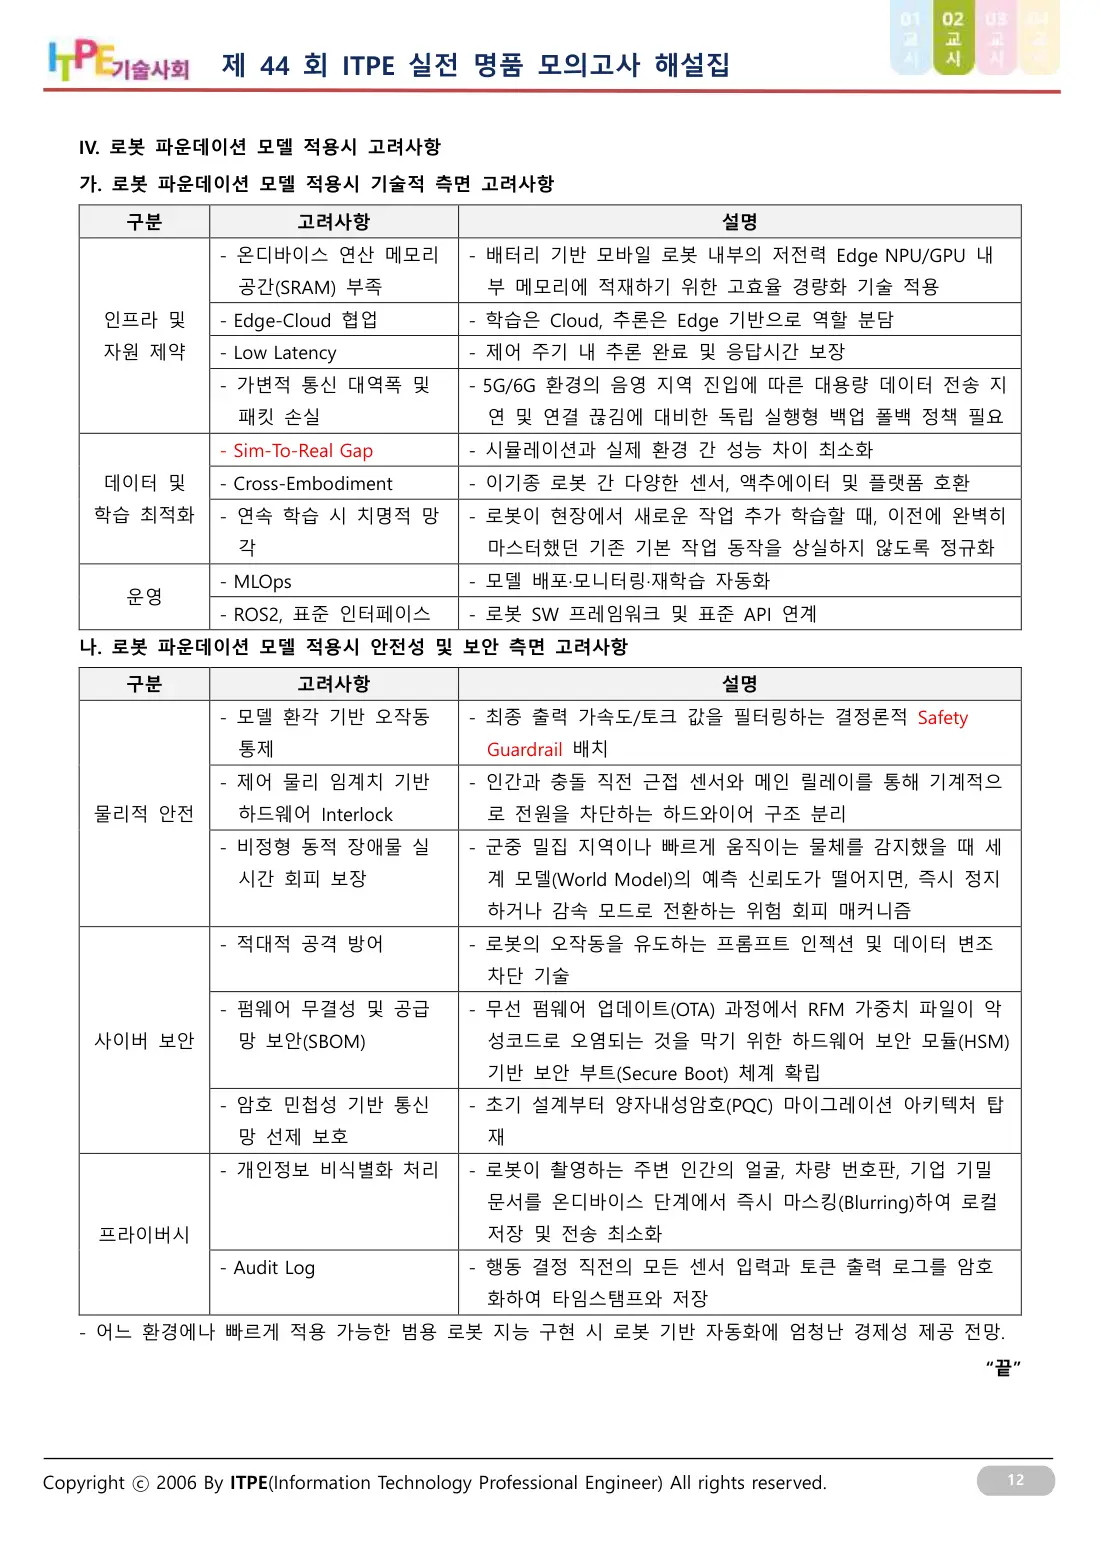 ITPE기술사회
제 44 회 ITPE 실전 명품 모의고사 해설집
01 교시
02 교시
03 교시
04 교시
IV. 로봇 파운데이션 모델 적용시 고려사항
가. 로봇 파운데이션 모델 적용시 기술적 측면 고려사항
구분 고려사항 설명
인프라 및
자원 제약
- 온디바이스 연산 메모리
공간(SRAM) 부족
- 배터리 기반 모바일 로봇 내부의 저전력 Edge NPU/GPU 내
부 메모리에 적재하기 위한 고효율 경량화 기술 적용
- Edge-Cloud 협업
- 학습은 Cloud, 추론은 Edge 기반으로 역할 분담
- Low Latency
- 제어 주기 내 추론 완료 및 응답시간 보장
- 가변적 통신 대역폭 및
패킷 손실
- 5G/6G 환경의 음영 지역 진입에 따른 대용량 데이터 전송 지
연 및 연결 끊김에 대비한 독립 실행형 백업 폴백 정책 필요
데이터 및
학습 최적화
- Sim-To-Real Gap
- 시뮬레이션과 실제 환경 간 성능 차이 최소화
- Cross-Embodiment
- 이기종 로봇 간 다양한 센서, 액추에이터 및 플랫폼 호환
- 연속 학습 시 치명적 망
각
- 로봇이 현장에서 새로운 작업 추가 학습할 때, 이전에 완벽히
마스터했던 기존 기본 작업 동작을 상실하지 않도록 정규화
운영
- MLOps
- 모델 배포·모니터링·재학습 자동화
- ROS2, 표준 인터페이스
- 로봇 SW 프레임워크 및 표준 API 연계
나. 로봇 파운데이션 모델 적용시 안전성 및 보안 측면 고려사항
구분 고려사항 설명
물리적 안전
- 모델 환각 기반 오작동
통제
- 최종 출력 가속도/토크 값을 필터링하는 결정론적 Safety
Guardrail 배치
- 제어 물리 임계치 기반
하드웨어 Interlock
- 인간과 충돌 직전 근접 센서와 메인 릴레이를 통해 기계적으
로 전원을 차단하는 하드와이어 구조 분리
- 비정형 동적 장애물 실
시간 회피 보장
- 군중 밀집 지역이나 빠르게 움직이는 물체를 감지했을 때 세
계 모델(World Model)의 예측 신뢰도가 떨어지면, 즉시 정지
하거나 감속 모드로 전환하는 위험 회피 매커니즘
사이버 보안
- 적대적 공격 방어
- 로봇의 오작동을 유도하는 프롬프트 인젝션 및 데이터 변조
차단 기술
- 펌웨어 무결성 및 공급
망 보안(SBOM)
- 무선 펌웨어 업데이트(OTA) 과정에서 RFM 가중치 파일이 악
성코드로 오염되는 것을 막기 위한 하드웨어 보안 모듈(HSM)
기반 보안 부트(Secure Boot) 체계 확립
- 암호 민첩성 기반 통신
망 선제 보호
- 초기 설계부터 양자내성암호(PQC) 마이그레이션 아키텍처 탑
재
프라이버시
- 개인정보 비식별화 처리
- 로봇이 촬영하는 주변 인간의 얼굴, 차량 번호판, 기업 기밀
문서를 온디바이스 단계에서 즉시 마스킹(Blurring)하여 로컬
저장 및 전송 최소화
- Audit Log
- 행동 결정 직전의 모든 센서 입력과 토큰 출력 로그를 암호
화하여 타임스탬프와 저장
- 어느 환경에나 빠르게 적용 가능한 범용 로봇 지능 구현 시 로봇 기반 자동화에 엄청난 경제성 제공 전망.
“끝”
Copyright ⓒ 2006 By ITPE(Information Technology Professional Engineer) All rights reserved.
12